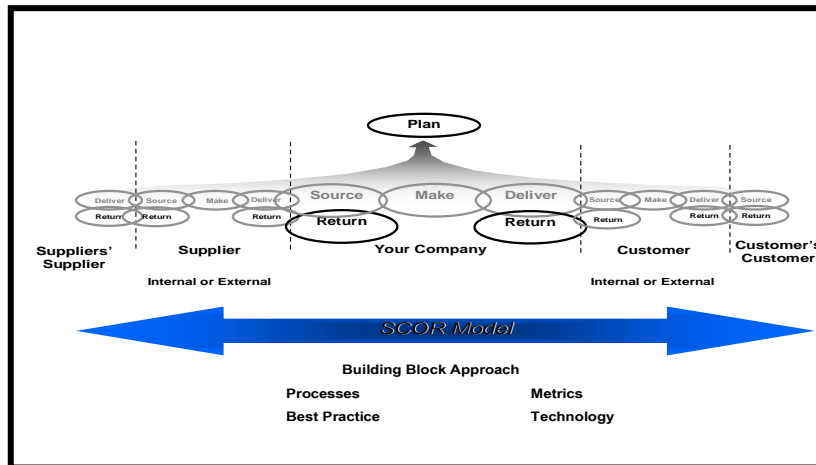 Plan
Deliver Source Make Deliver Source Make Deliver Source Make Deliver Source
Return Return Return Return Return Return Return Return
Suppliers' Supplier Your Company Customer Customer's
Supplier Customer
Internal or External Internal or External
SCOR Model
Building Block Approach
Processes Metrics
Best Practice Technology